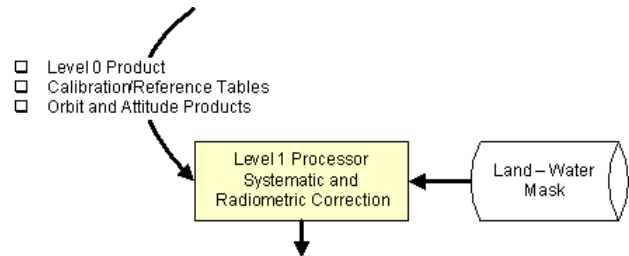 Level 0 Product
Calibration/Reference Tables
Orbit and Attitude Products
Level 1 Processor
Systematic and
Radiometric Correction
Land – Water
Mask